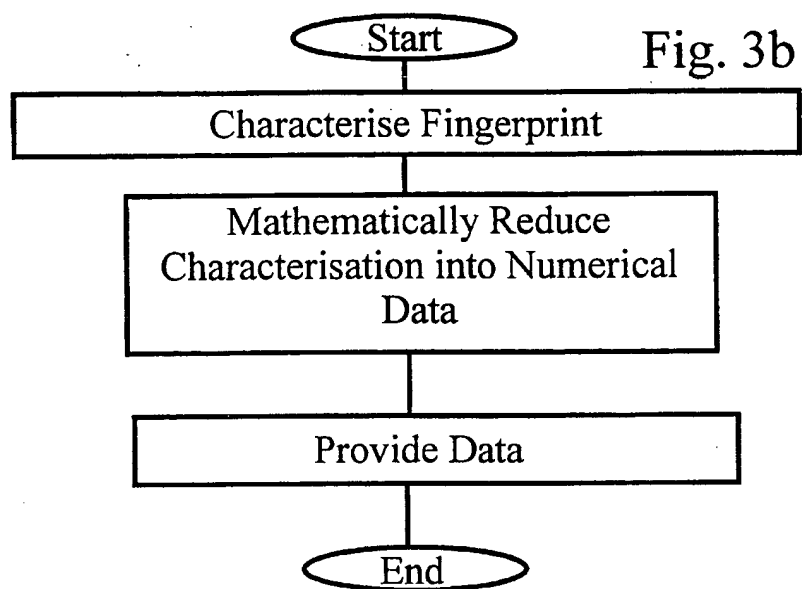 Start
Fig. 3b
Characterise Fingerprint
Mathematically Reduce
Characterisation into Numerical
Data
Provide Data
End